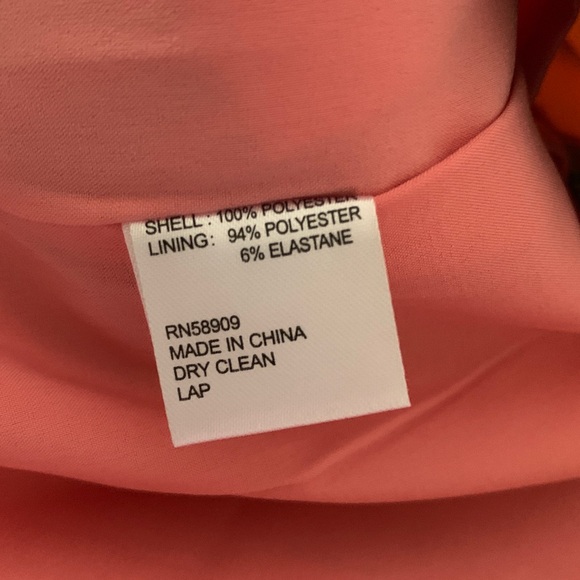 SHELL : 100% POLYESTER
LINING: 94% POLYESTER
6% ELASTANE
RN58909
MADE IN CHINA
DRY CLEAN
LAP